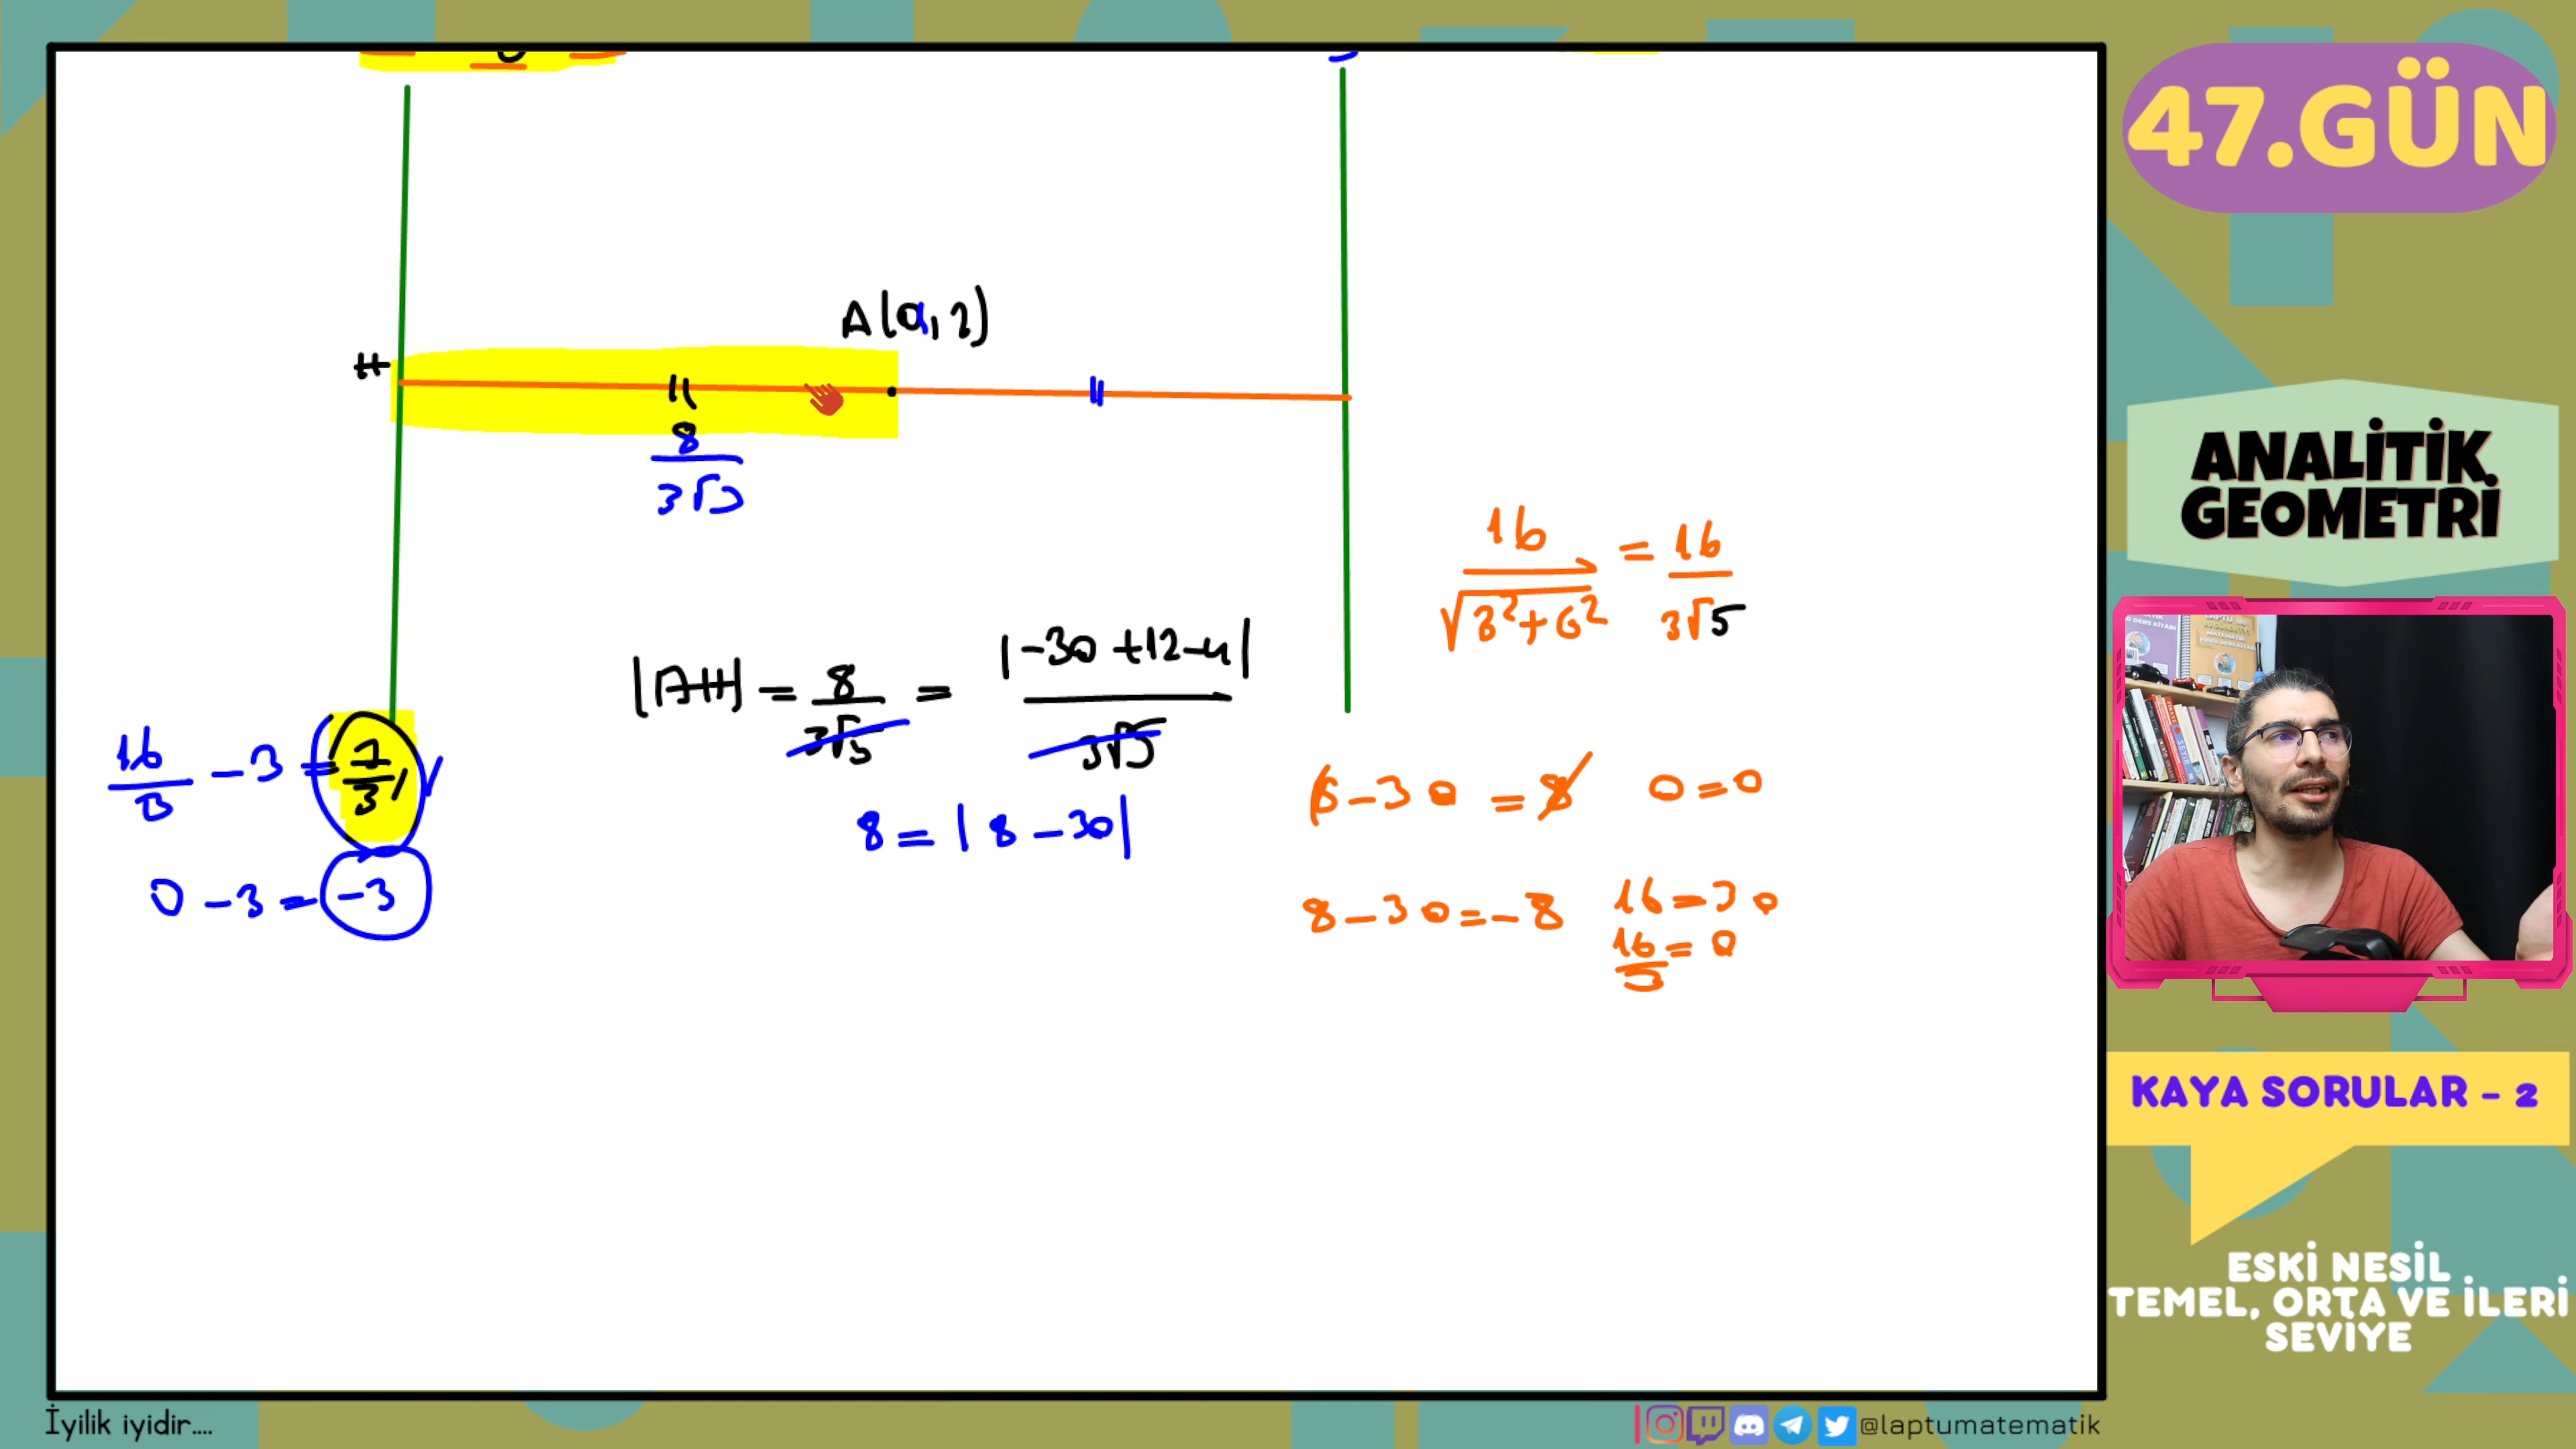 47.GÜN
ANALİTİK
GEOMETRİ
A(a,2)
H
8
3√5
16 / √3²+6² = 16 / 3√5
|AH| = 8 / 3√5 = |-3a+12-4| / 3√5
8 = |8-3a|
16/3 - 3 = 7/3
0 - 3 = -3
8-3a = 8 0=a
8-3a=-8 16=3a
16/3 = a
KAYA SORULAR - 2
ESKİ NESİL
TEMEL, ORTA VE İLERİ
SEVİYE
İyilik iyidir....
@laptumatematik